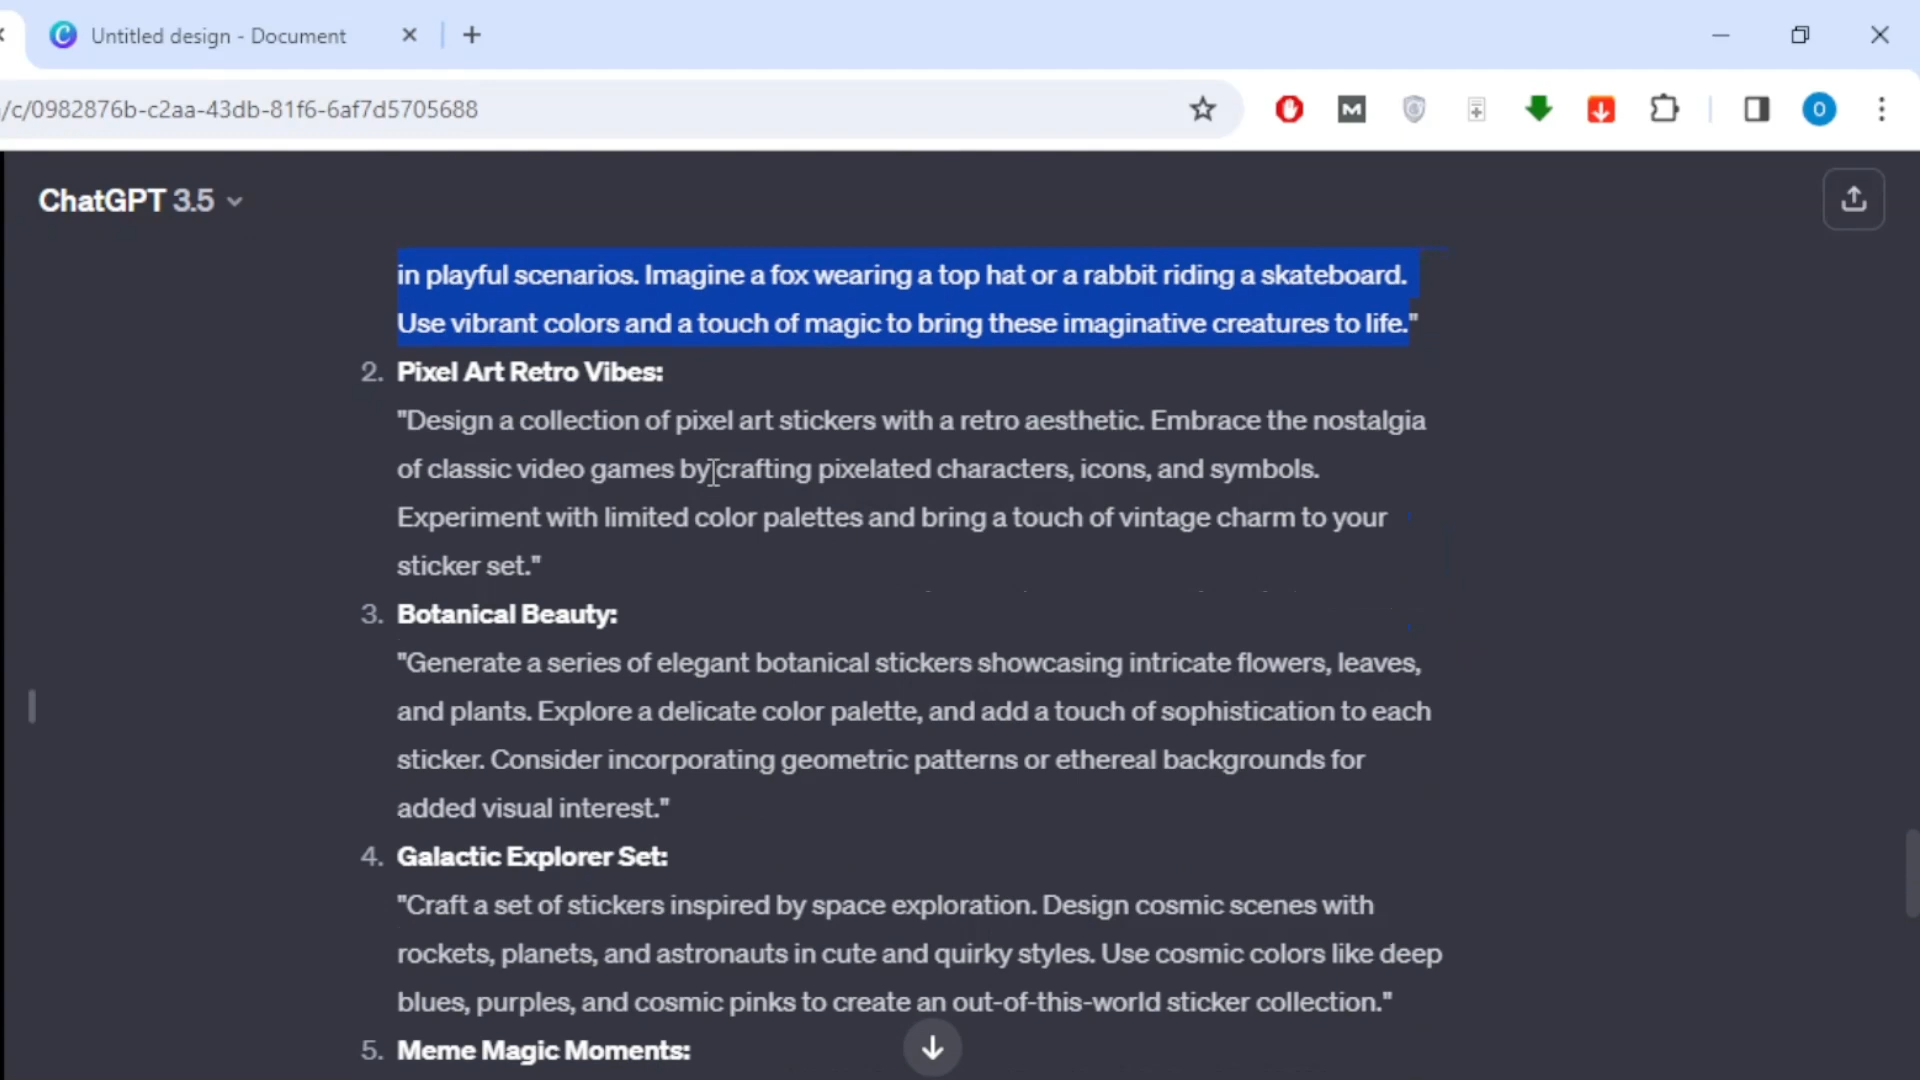 Untitled design - Document
/c/0982876b-c2aa-43db-81f6-6af7d5705688
M
O
ChatGPT 3.5
in playful scenarios. Imagine a fox wearing a top hat or a rabbit riding a skateboard.
Use vibrant colors and a touch of magic to bring these imaginative creatures to life."
2. Pixel Art Retro Vibes:
"Design a collection of pixel art stickers with a retro aesthetic. Embrace the nostalgia
of classic video games by crafting pixelated characters, icons, and symbols.
Experiment with limited color palettes and bring a touch of vintage charm to your
sticker set."
3. Botanical Beauty:
"Generate a series of elegant botanical stickers showcasing intricate flowers, leaves,
and plants. Explore a delicate color palette, and add a touch of sophistication to each
sticker. Consider incorporating geometric patterns or ethereal backgrounds for
added visual interest."
4. Galactic Explorer Set:
"Craft a set of stickers inspired by space exploration. Design cosmic scenes with
rockets, planets, and astronauts in cute and quirky styles. Use cosmic colors like deep
blues, purples, and cosmic pinks to create an out-of-this-world sticker collection."
5. Meme Magic Moments: